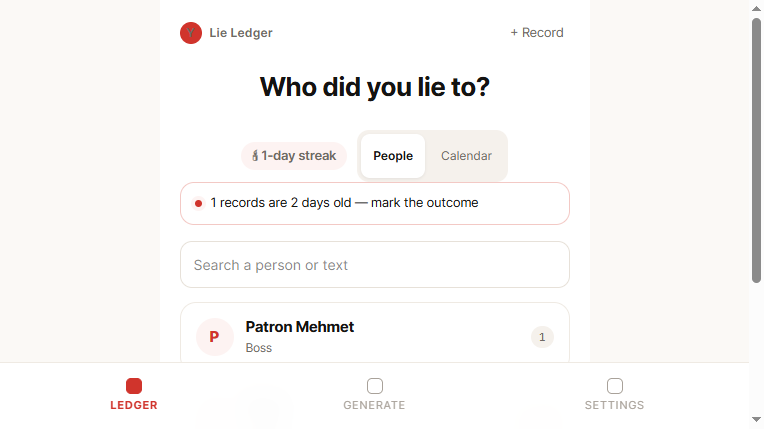 Y Lie Ledger
+ Record
Who did you lie to?
1-day streak
People
Calendar
1 records are 2 days old — mark the outcome
Search a person or text
P
Patron Mehmet
Boss
1
LEDGER
GENERATE
SETTINGS